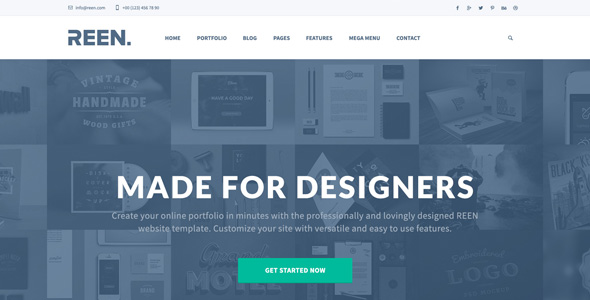 info@reen.com +00 (123) 456 78 90
REEN.
HOME PORTFOLIO BLOG PAGES FEATURES MEGA MENU CONTACT
VINTAGE
HANDMADE
WOOD GIFTS
HAVE A GOOD DAY
MADE FOR DESIGNERS
Create your online portfolio in minutes with the professionally and lovingly designed REEN
website template. Customize your site with versatile and easy to use features.
GET STARTED NOW
LOGO